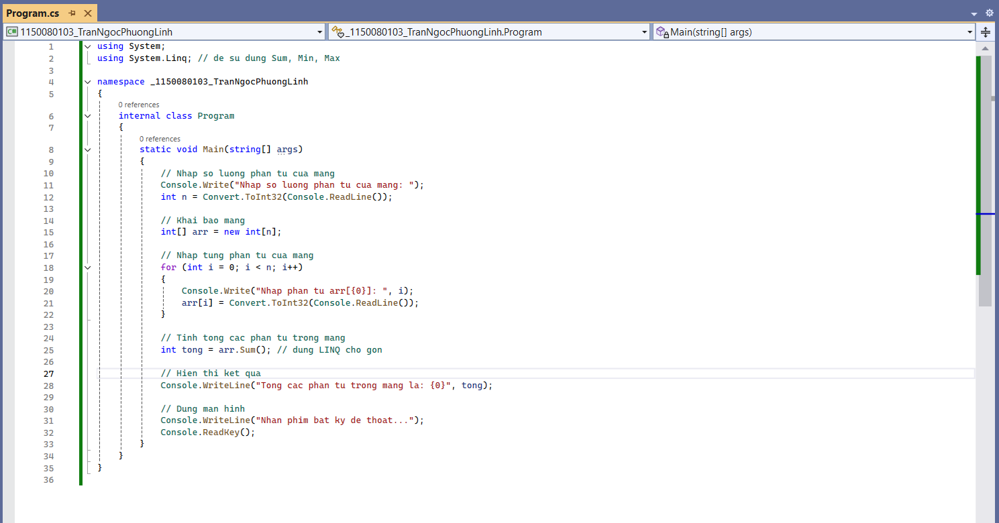 Program.cs
C# 1150080103_TranNgocPhuongLinh
_1150080103_TranNgocPhuongLinh.Program
Main(string[] args)
1 using System;
2 using System.Linq; // de su dung Sum, Min, Max
3
4 namespace _1150080103_TranNgocPhuongLinh
5 {
0 references
6 internal class Program
7 {
0 references
8 static void Main(string[] args)
9 {
10 // Nhap so luong phan tu cua mang
11 Console.Write("Nhap so luong phan tu cua mang: ");
12 int n = Convert.ToInt32(Console.ReadLine());
13
14 // Khai bao mang
15 int[] arr = new int[n];
16
17 // Nhap tung phan tu cua mang
18 for (int i = 0; i < n; i++)
19 {
20 Console.Write("Nhap phan tu arr[{0}]: ", i);
21 arr[i] = Convert.ToInt32(Console.ReadLine());
22 }
23
24 // Tinh tong cac phan tu trong mang
25 int tong = arr.Sum(); // dung LINQ cho gon
26
27 // Hien thi ket qua
28 Console.WriteLine("Tong cac phan tu trong mang la: {0}", tong);
29
30 // Dung man hinh
31 Console.WriteLine("Nhan phim bat ky de thoat...");
32 Console.ReadKey();
33 }
34 }
35 }
36